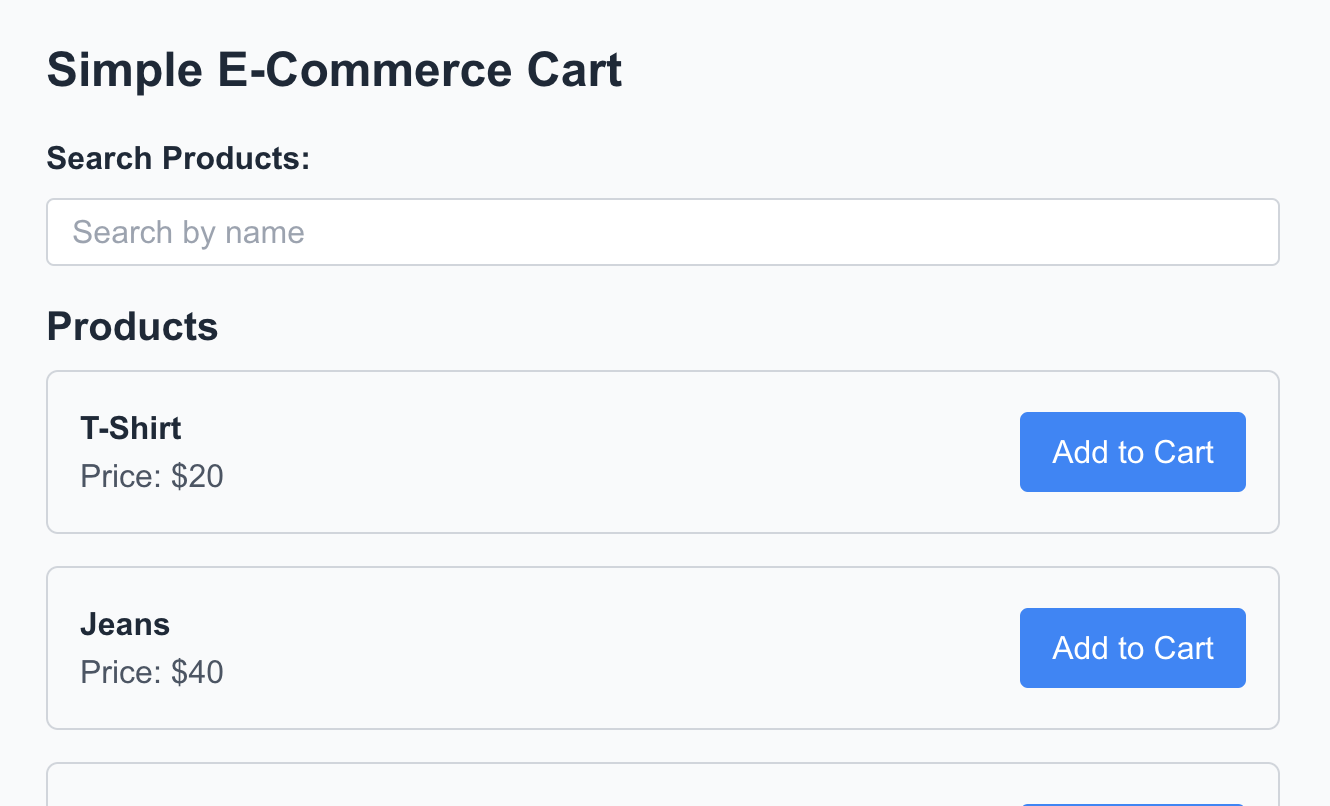 Simple E-Commerce Cart
Search Products:
Search by name
Products
T-Shirt
Price: $20
Add to Cart
Jeans
Price: $40
Add to Cart